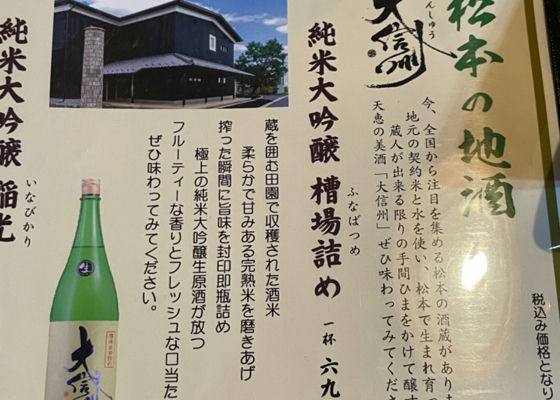 松本の地酒
税込み価格となり
んしゅう
大信州
今、全国から注目を集める松本の酒蔵がありま
地元の契約米と水を使い、松本で生まれ育っ
蔵人が出来る限りの手間ひまをかけて醸す
天恵の美酒「大信州」ぜひ味わってみてくださ
純米大吟醸 槽場詰め
ふなばつめ
一杯 六九
蔵を囲む田園で収穫された酒米
柔らかで甘みある完熟米を磨きあげ
搾った瞬間に旨味を封印即瓶詰め
極上の純米大吟醸生原酒が放つ
フルーティーな香りとフレッシュな口当た
ぜひ味わってみてください。
純米大吟醸 稲光
いなびかり
大信州